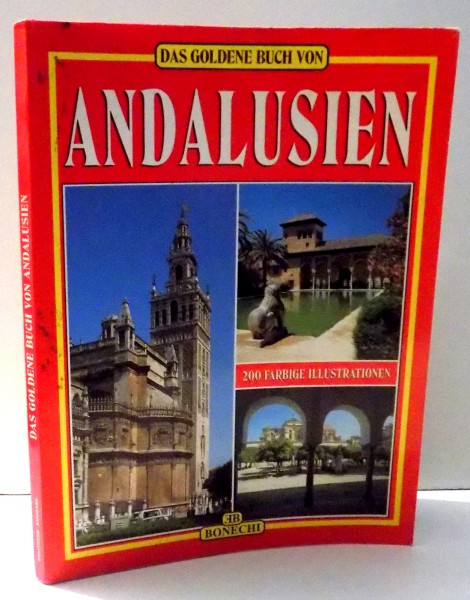 DAS GOLDENE BUCH VON
ANDALUSIEN
200 FARBIGE ILLUSTRATIONEN
BONECHI
DAS GOLDENE BUCH VON ANDALUSIEN